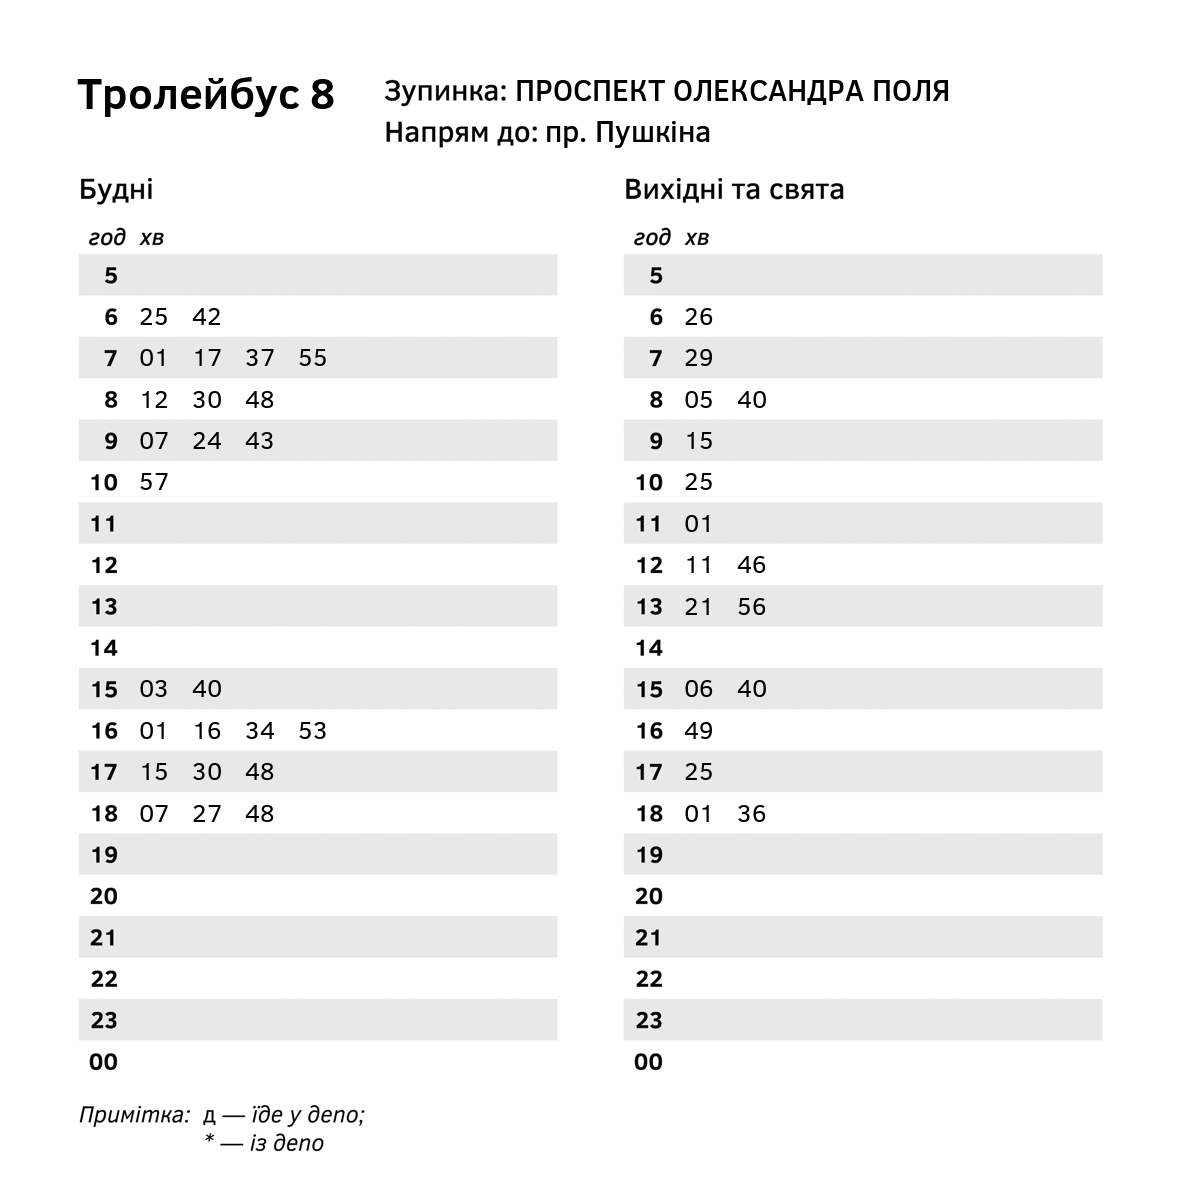 Тролейбус 8
Зупинка: ПРОСПЕКТ ОЛЕКСАНДРА ПОЛЯ
Напрям до: пр. Пушкіна
Будні
год хв
5
6 25 42
7 01 17 37 55
8 12 30 48
9 07 24 43
10 57
11
12
13
14
15 03 40
16 01 16 34 53
17 15 30 48
18 07 27 48
19
20
21
22
23
00
Вихідні та свята
год хв
5
6 26
7 29
8 05 40
9 15
10 25
11 01
12 11 46
13 21 56
14
15 06 40
16 49
17 25
18 01 36
19
20
21
22
23
00
Примітка: д — їде у депо;
* — із депо